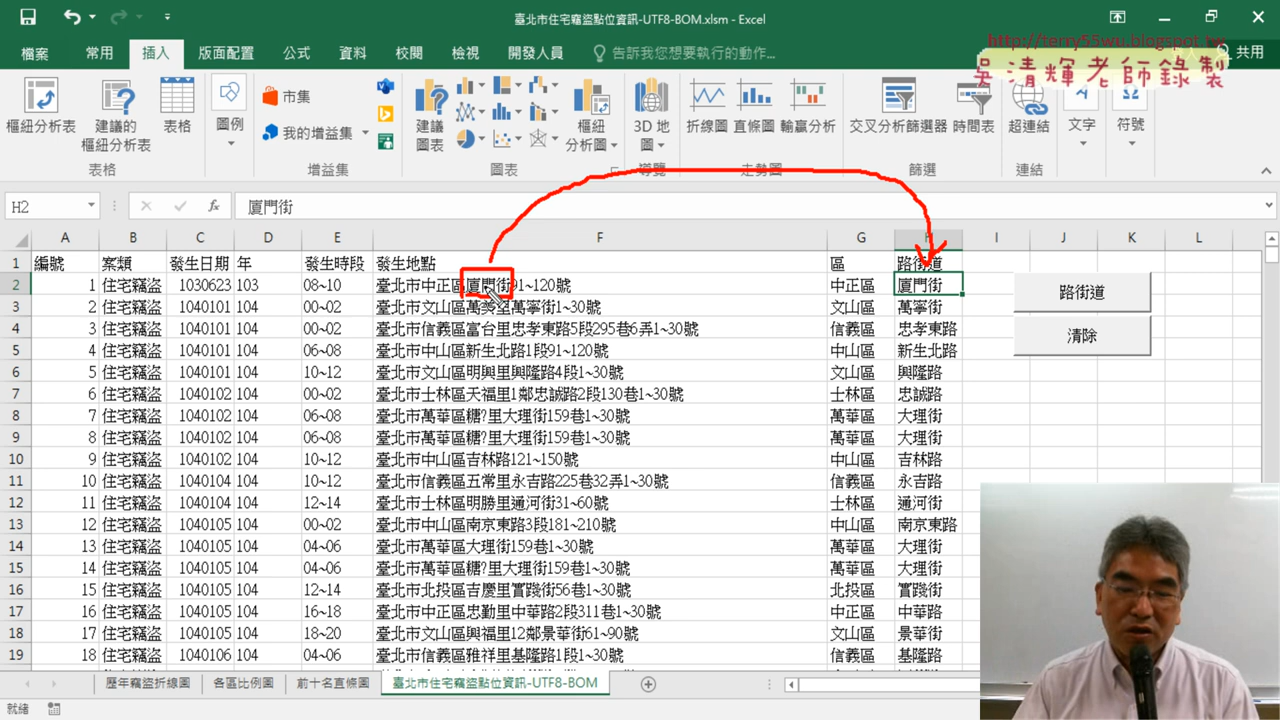 臺北市住宅竊盜點位資訊-UTF8-BOM.xlsm - Excel
檔案 常用 插入 版面配置 公式 資料 校閱 檢視 開發人員 告訴我您想要執行的動作... 共用
http://terry55wu.blogspot.tw
吳清輝老師錄製
樞紐分析表 建議的樞紐分析表 表格 圖例 市集 我的增益集 建議圖表 樞紐分析圖 3D 地圖 折線圖 直條圖 輸贏分析 交叉分析篩選器 時間表 超連結 文字 符號
表格 增益集 圖表 導覽 走勢圖 篩選 連結
H2 fx 廈門街
A B C D E F G H I J K L
1 編號 案類 發生日期 年 發生時段 發生地點 區 路街道
2 1 住宅竊盜 1030623 103 08~10 臺北市中正區廈門街91~120號 中正區 廈門街
3 2 住宅竊盜 1040101 104 00~02 臺北市文山區萬美里萬寧街1~30號 文山區 萬寧街
4 3 住宅竊盜 1040101 104 00~02 臺北市信義區富台里忠孝東路5段295巷6弄1~30號 信義區 忠孝東路
5 4 住宅竊盜 1040101 104 06~08 臺北市中山區新生北路1段91~120號 中山區 新生北路
6 5 住宅竊盜 1040101 104 10~12 臺北市文山區明興里興隆路4段1~30號 文山區 興隆路
7 6 住宅竊盜 1040102 104 00~02 臺北市士林區天福里1鄰忠誠路2段130巷1~30號 士林區 忠誠路
8 7 住宅竊盜 1040102 104 06~08 臺北市萬華區糖?里大理街159巷1~30號 萬華區 大理街
9 8 住宅竊盜 1040102 104 06~08 臺北市萬華區糖?里大理街159巷1~30號 萬華區 大理街
10 9 住宅竊盜 1040102 104 10~12 臺北市中山區吉林路121~150號 中山區 吉林路
11 10 住宅竊盜 1040104 104 10~12 臺北市信義區五常里永吉路225巷32弄1~30號 信義區 永吉路
12 11 住宅竊盜 1040104 104 12~14 臺北市士林區明勝里通河街31~60號 士林區 通河街
13 12 住宅竊盜 1040105 104 00~02 臺北市中山區南京東路3段181~210號 中山區 南京東路
14 13 住宅竊盜 1040105 104 04~06 臺北市萬華區大理街159巷1~30號 萬華區 大理街
15 14 住宅竊盜 1040105 104 04~06 臺北市萬華區糖?里大理街159巷1~30號 萬華區 大理街
16 15 住宅竊盜 1040105 104 12~14 臺北市北投區吉慶里實踐街56巷1~30號 北投區 實踐街
17 16 住宅竊盜 1040105 104 16~18 臺北市中正區忠勤里中華路2段311巷1~30號 中正區 中華路
18 17 住宅竊盜 1040105 104 18~20 臺北市文山區興福里12鄰景華街61~90號 文山區 景華街
19 18 住宅竊盜 1040106 104 04~06 臺北市信義區雅祥里基隆路1段1~30號 信義區 基隆路
路街道
清除
歷年竊盜折線圖 各區比例圖 前十名直條圖 臺北市住宅竊盜點位資訊-UTF8-BOM
就緒